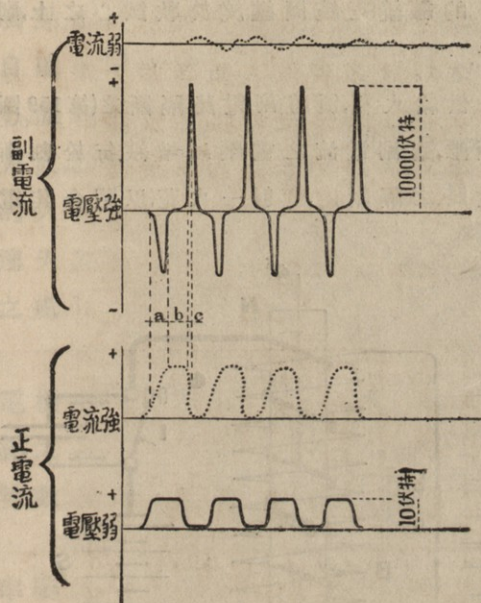 +
電流弱
−
+
10000伏特
副電流
電壓強
−
a b c
+
電流強
正電流
+
電壓弱
10伏特